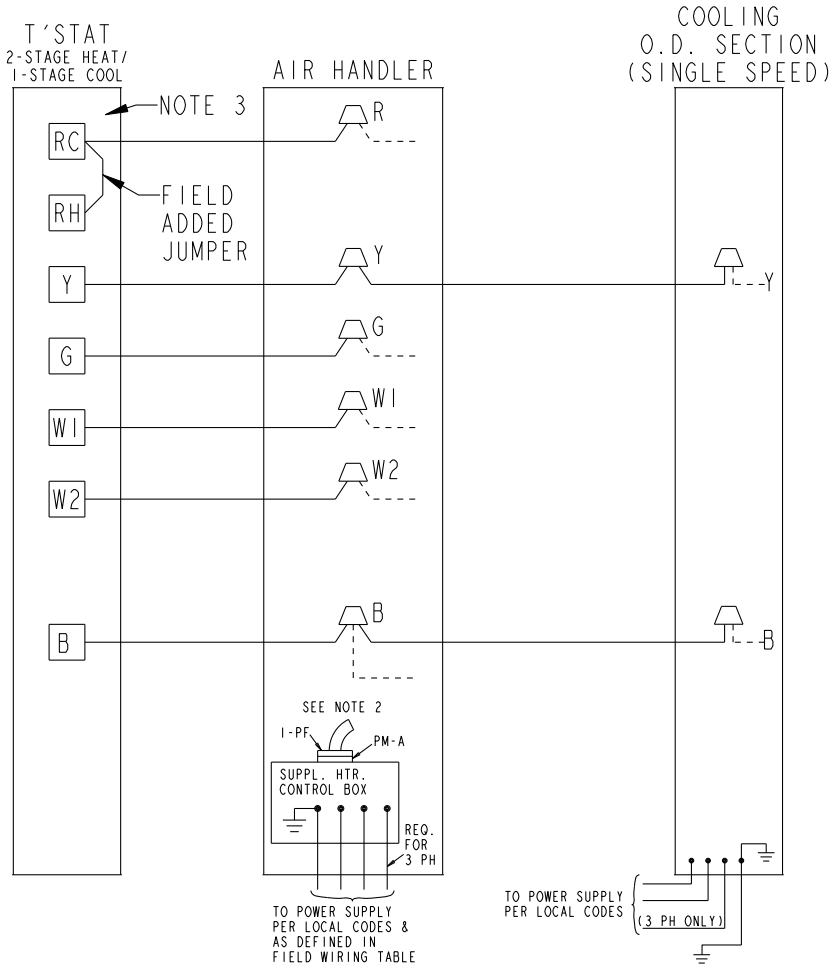 T'STAT
2-STAGE HEAT/
1-STAGE COOL
AIR HANDLER
COOLING
O.D. SECTION
(SINGLE SPEED)
NOTE 3
RC
R
RH
FIELD
ADDED
JUMPER
Y
Y
Y
G
G
W1
W1
W2
W2
B
B
B
SEE NOTE 2
1-PF
PM-A
SUPPL. HTR.
CONTROL BOX
REQ.
FOR
3 PH
TO POWER SUPPLY
PER LOCAL CODES &
AS DEFINED IN
FIELD WIRING TABLE
TO POWER SUPPLY
PER LOCAL CODES
(3 PH ONLY)